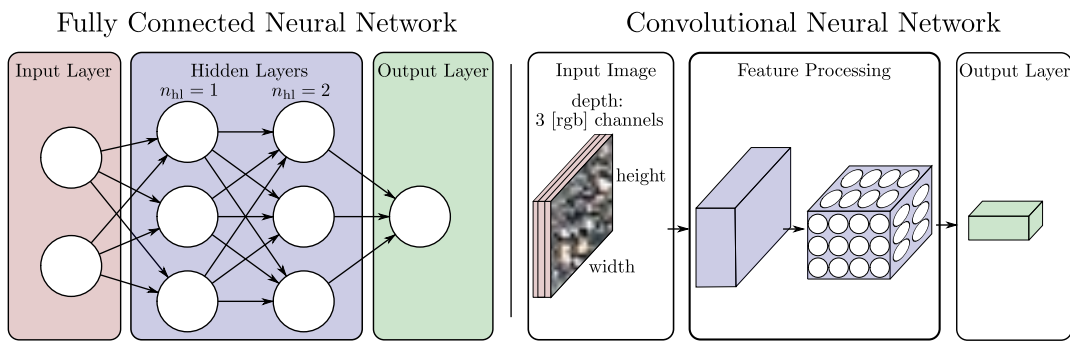 Fully Connected Neural Network
Input Layer
Hidden Layers
n_hl = 1
n_hl = 2
Output Layer
Convolutional Neural Network
Input Image
depth:
3 [rgb] channels
height
width
Feature Processing
Output Layer